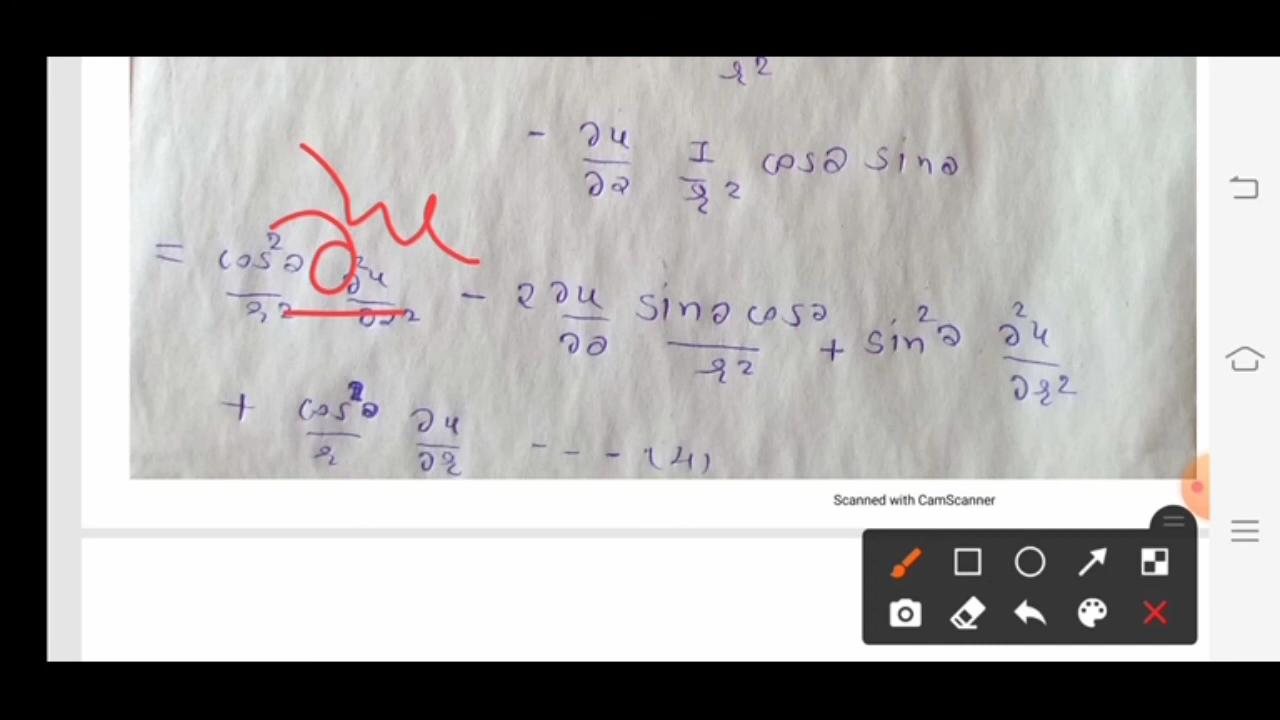 r²
- ∂u/∂θ 1/r² cosθ sinθ
= cos²θ/r² ∂²u/∂θ² - 2 ∂u/∂θ sinθ cosθ/r² + sin²θ ∂²u/∂r²
+ cos²θ/r ∂u/∂r - - - (4)
Scanned with CamScanner